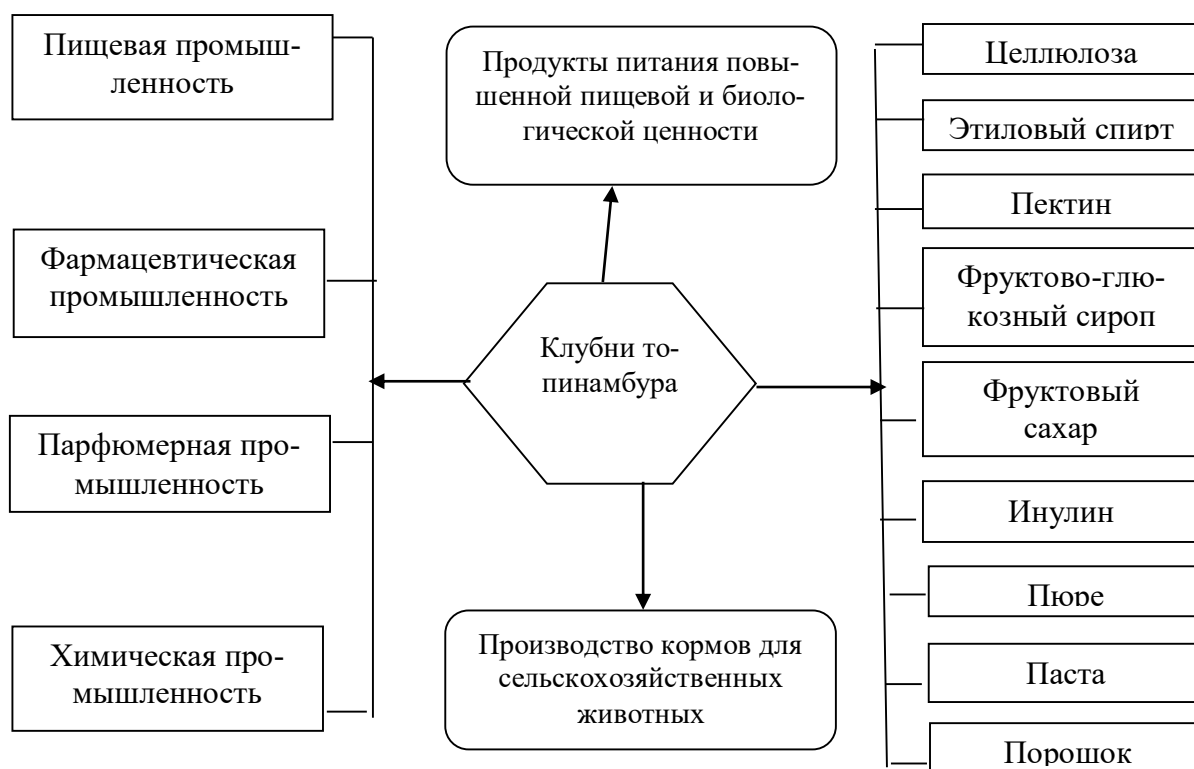 Пищевая промыш-
ленность
Фармацевтическая
промышленность
Парфюмерная про-
мышленность
Химическая про-
мышленность
Продукты питания повы-
шенной пищевой и биоло-
гической ценности
Клубни то-
пинамбура
Производство кормов для
сельскохозяйственных
животных
Целлюлоза
Этиловый спирт
Пектин
Фруктово-глю-
козный сироп
Фруктовый
сахар
Инулин
Пюре
Паста
Порошок